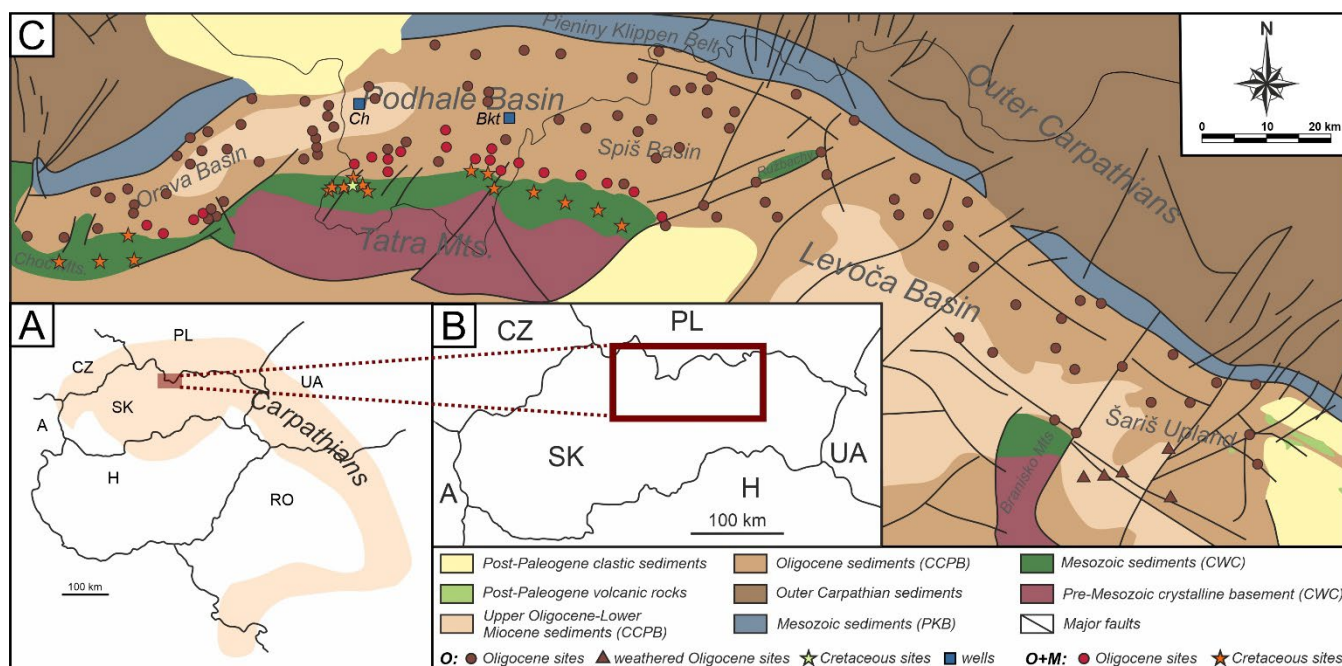 C
Pieniny Klippen Belt
N
0 10 20 km
Outer Carpathians
Podhale Basin
Ch
Bkt
Spiš Basin
Orava Basin
Ružbachy
Tatra Mts.
Choč Mts.
Levoča Basin
Šariš Upland
Branisko Mts
A
PL
CZ
UA
SK
A
Carpathians
H
RO
100 km
B
CZ
PL
SK
UA
A
H
100 km
Post-Paleogene clastic sediments
Post-Paleogene volcanic rocks
Upper Oligocene-Lower
Miocene sediments (CCPB)
Oligocene sediments (CCPB)
Outer Carpathian sediments
Mesozoic sediments (PKB)
Mesozoic sediments (CWC)
Pre-Mesozoic crystalline basement (CWC)
Major faults
O: Oligocene sites weathered Oligocene sites Cretaceous sites wells O+M: Oligocene sites Cretaceous sites